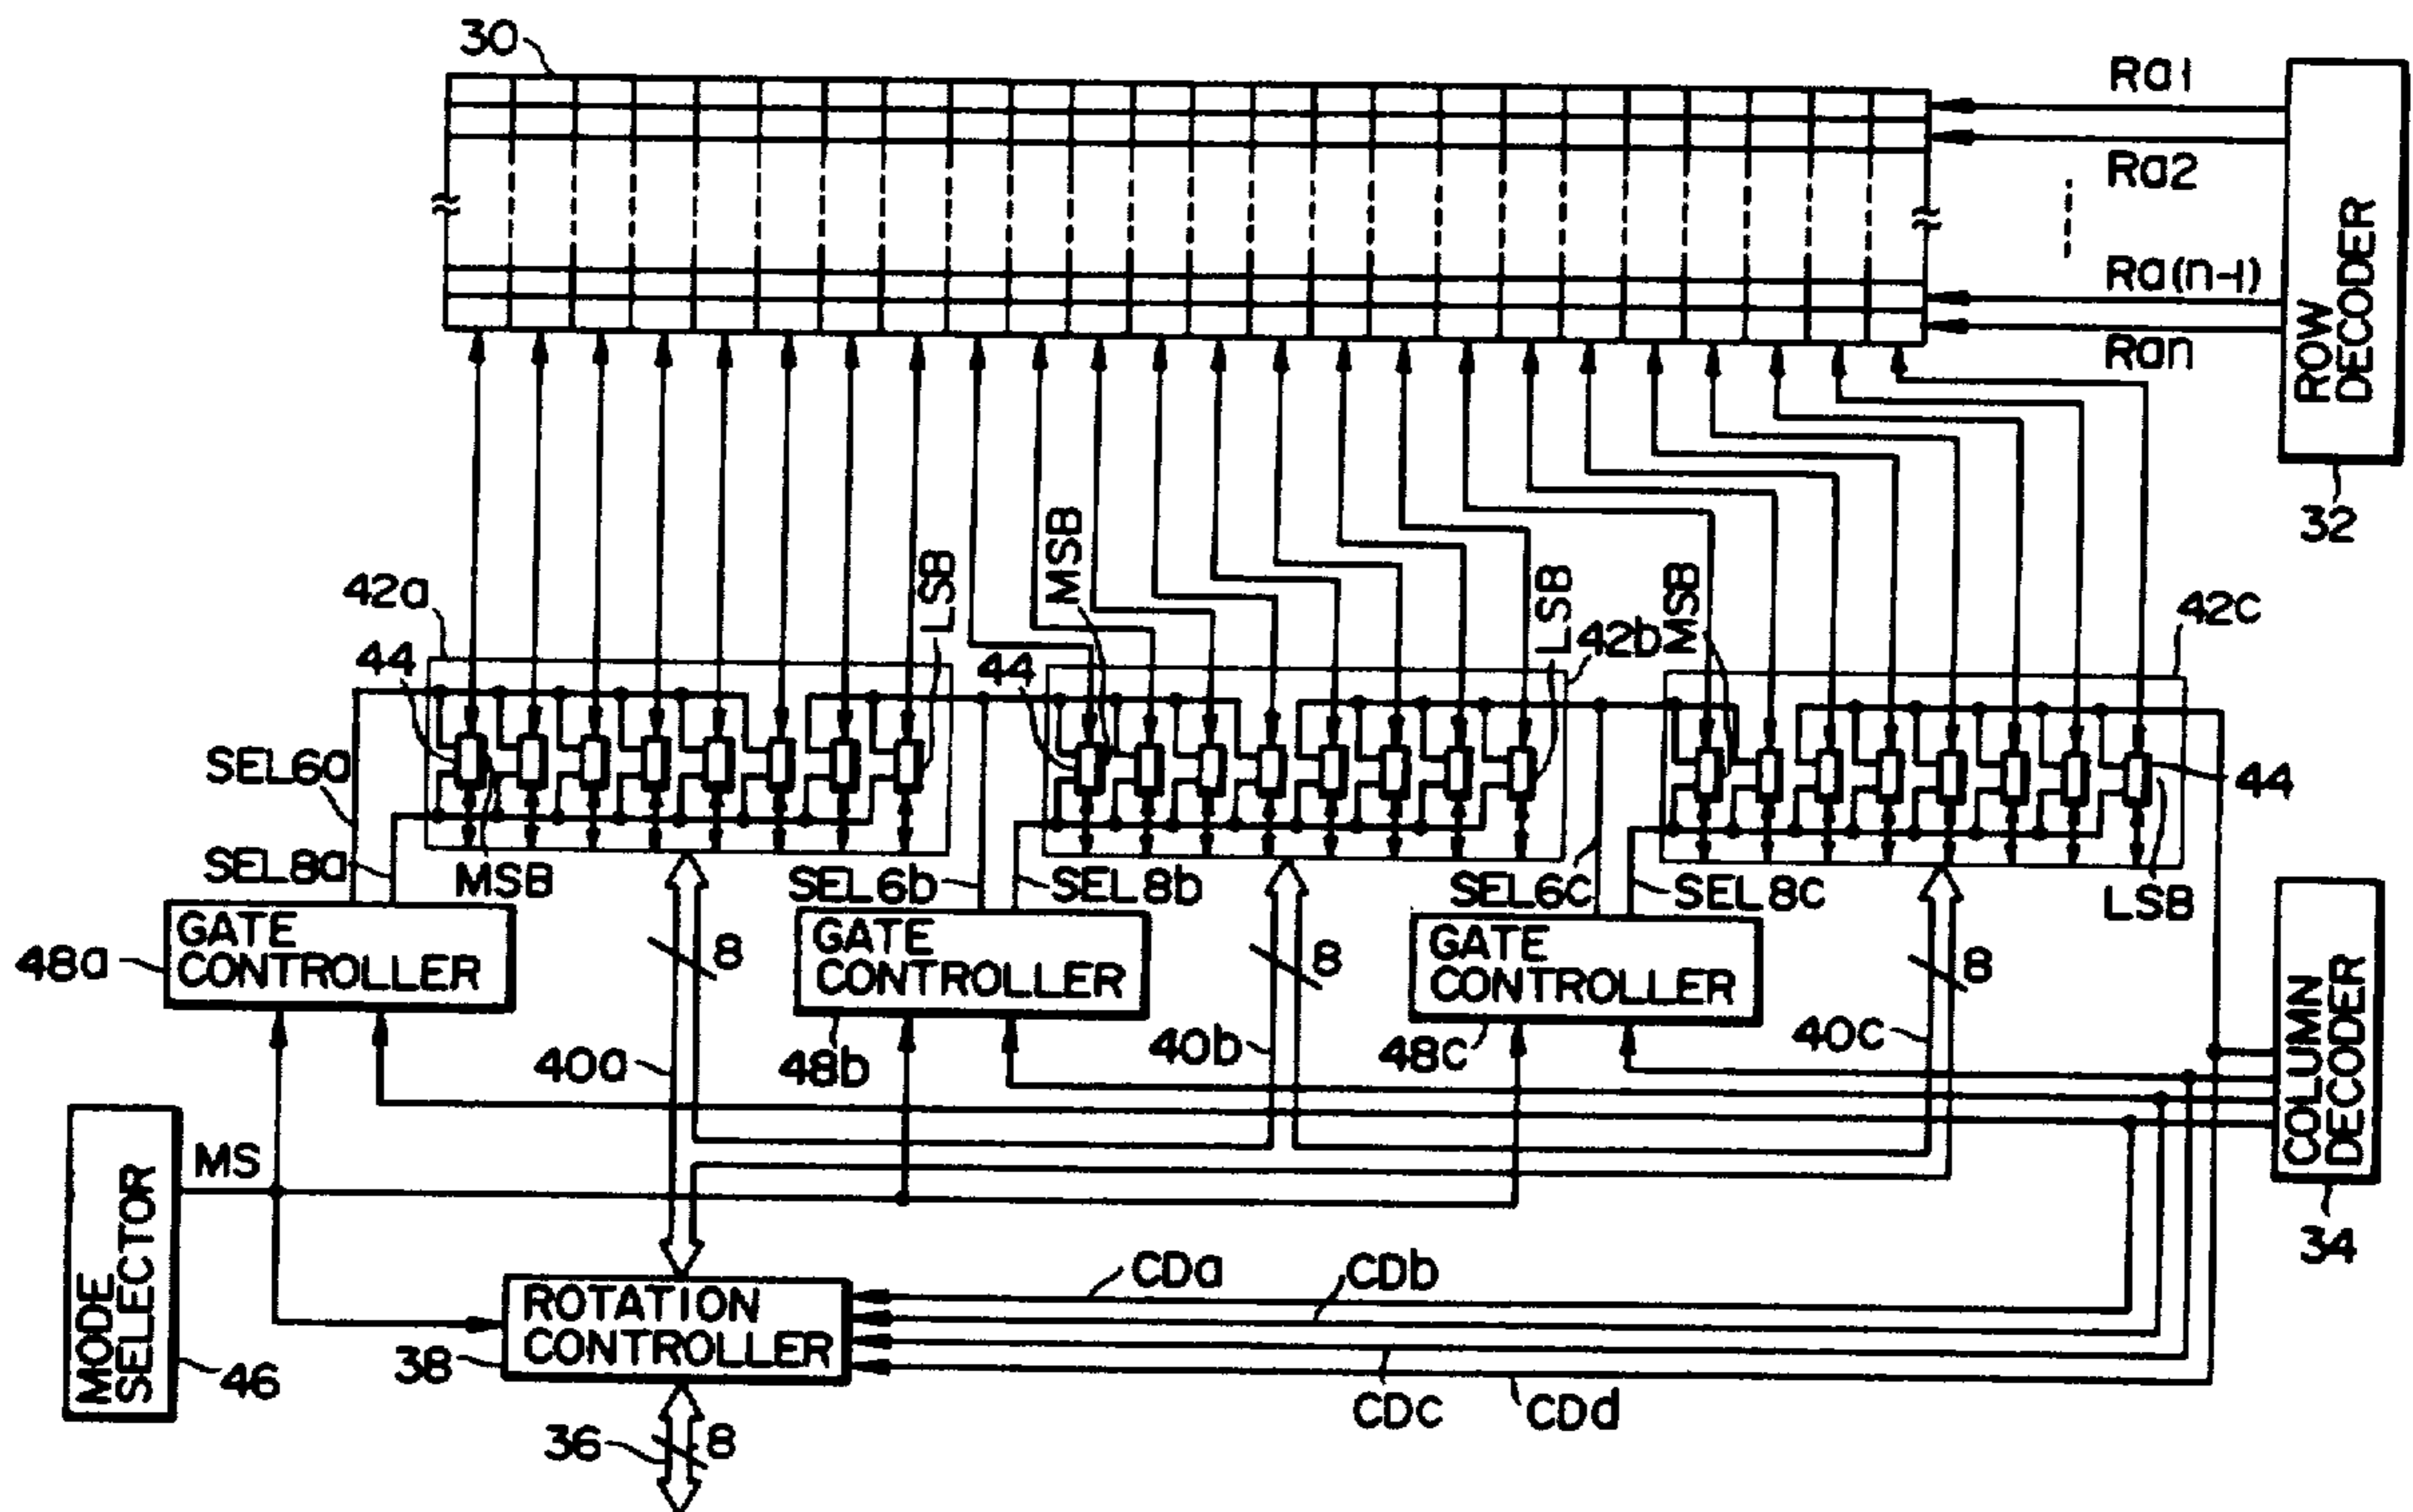 30
Ra1
Ra2
Ra(n-1)
Ran
ROW
DECODER
32
42a
44
LSB
MSB
44
LSB
42b
MSB
42c
44
SEL6a
SEL8a
MSB
SEL6b
SEL8b
SEL6c
SEL8c
LSB
GATE
CONTROLLER
48a
8
GATE
CONTROLLER
48b
8
GATE
CONTROLLER
48c
8
40a
40b
40c
COLUMN
DECODER
34
MS
MODE
SELECTOR
46
ROTATION
CONTROLLER
38
CDa
CDb
CDc
CDd
36
8